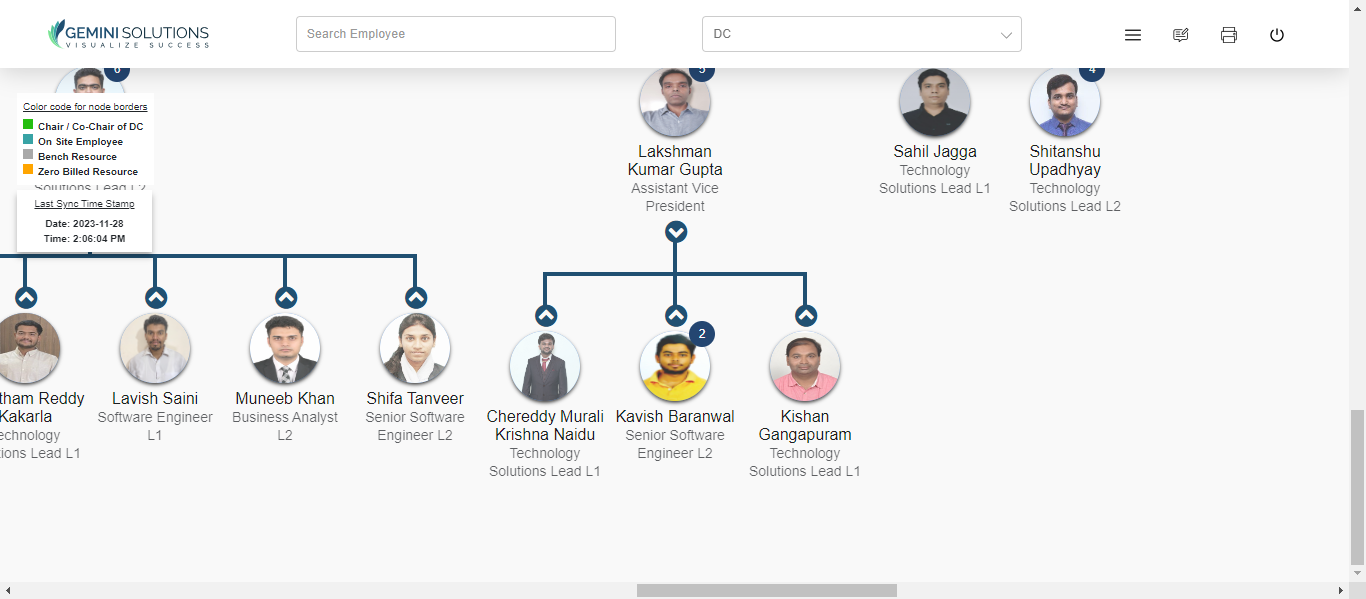 GEMINI SOLUTIONS
VISUALIZE SUCCESS
Search Employee
DC
6
5
4
Color code for node borders
Chair / Co-Chair of DC
On Site Employee
Bench Resource
Zero Billed Resource
Solutions Lead L2
Last Sync Time Stamp
Date: 2023-11-28
Time: 2:06:04 PM
Lakshman
Kumar Gupta
Assistant Vice
President
Sahil Jagga
Technology
Solutions Lead L1
Shitanshu
Upadhyay
Technology
Solutions Lead L2
tham Reddy
Kakarla
echnology
ions Lead L1
Lavish Saini
Software Engineer
L1
Muneeb Khan
Business Analyst
L2
Shifa Tanveer
Senior Software
Engineer L2
Chereddy Murali
Krishna Naidu
Technology
Solutions Lead L1
2
Kavish Baranwal
Senior Software
Engineer L2
Kishan
Gangapuram
Technology
Solutions Lead L1